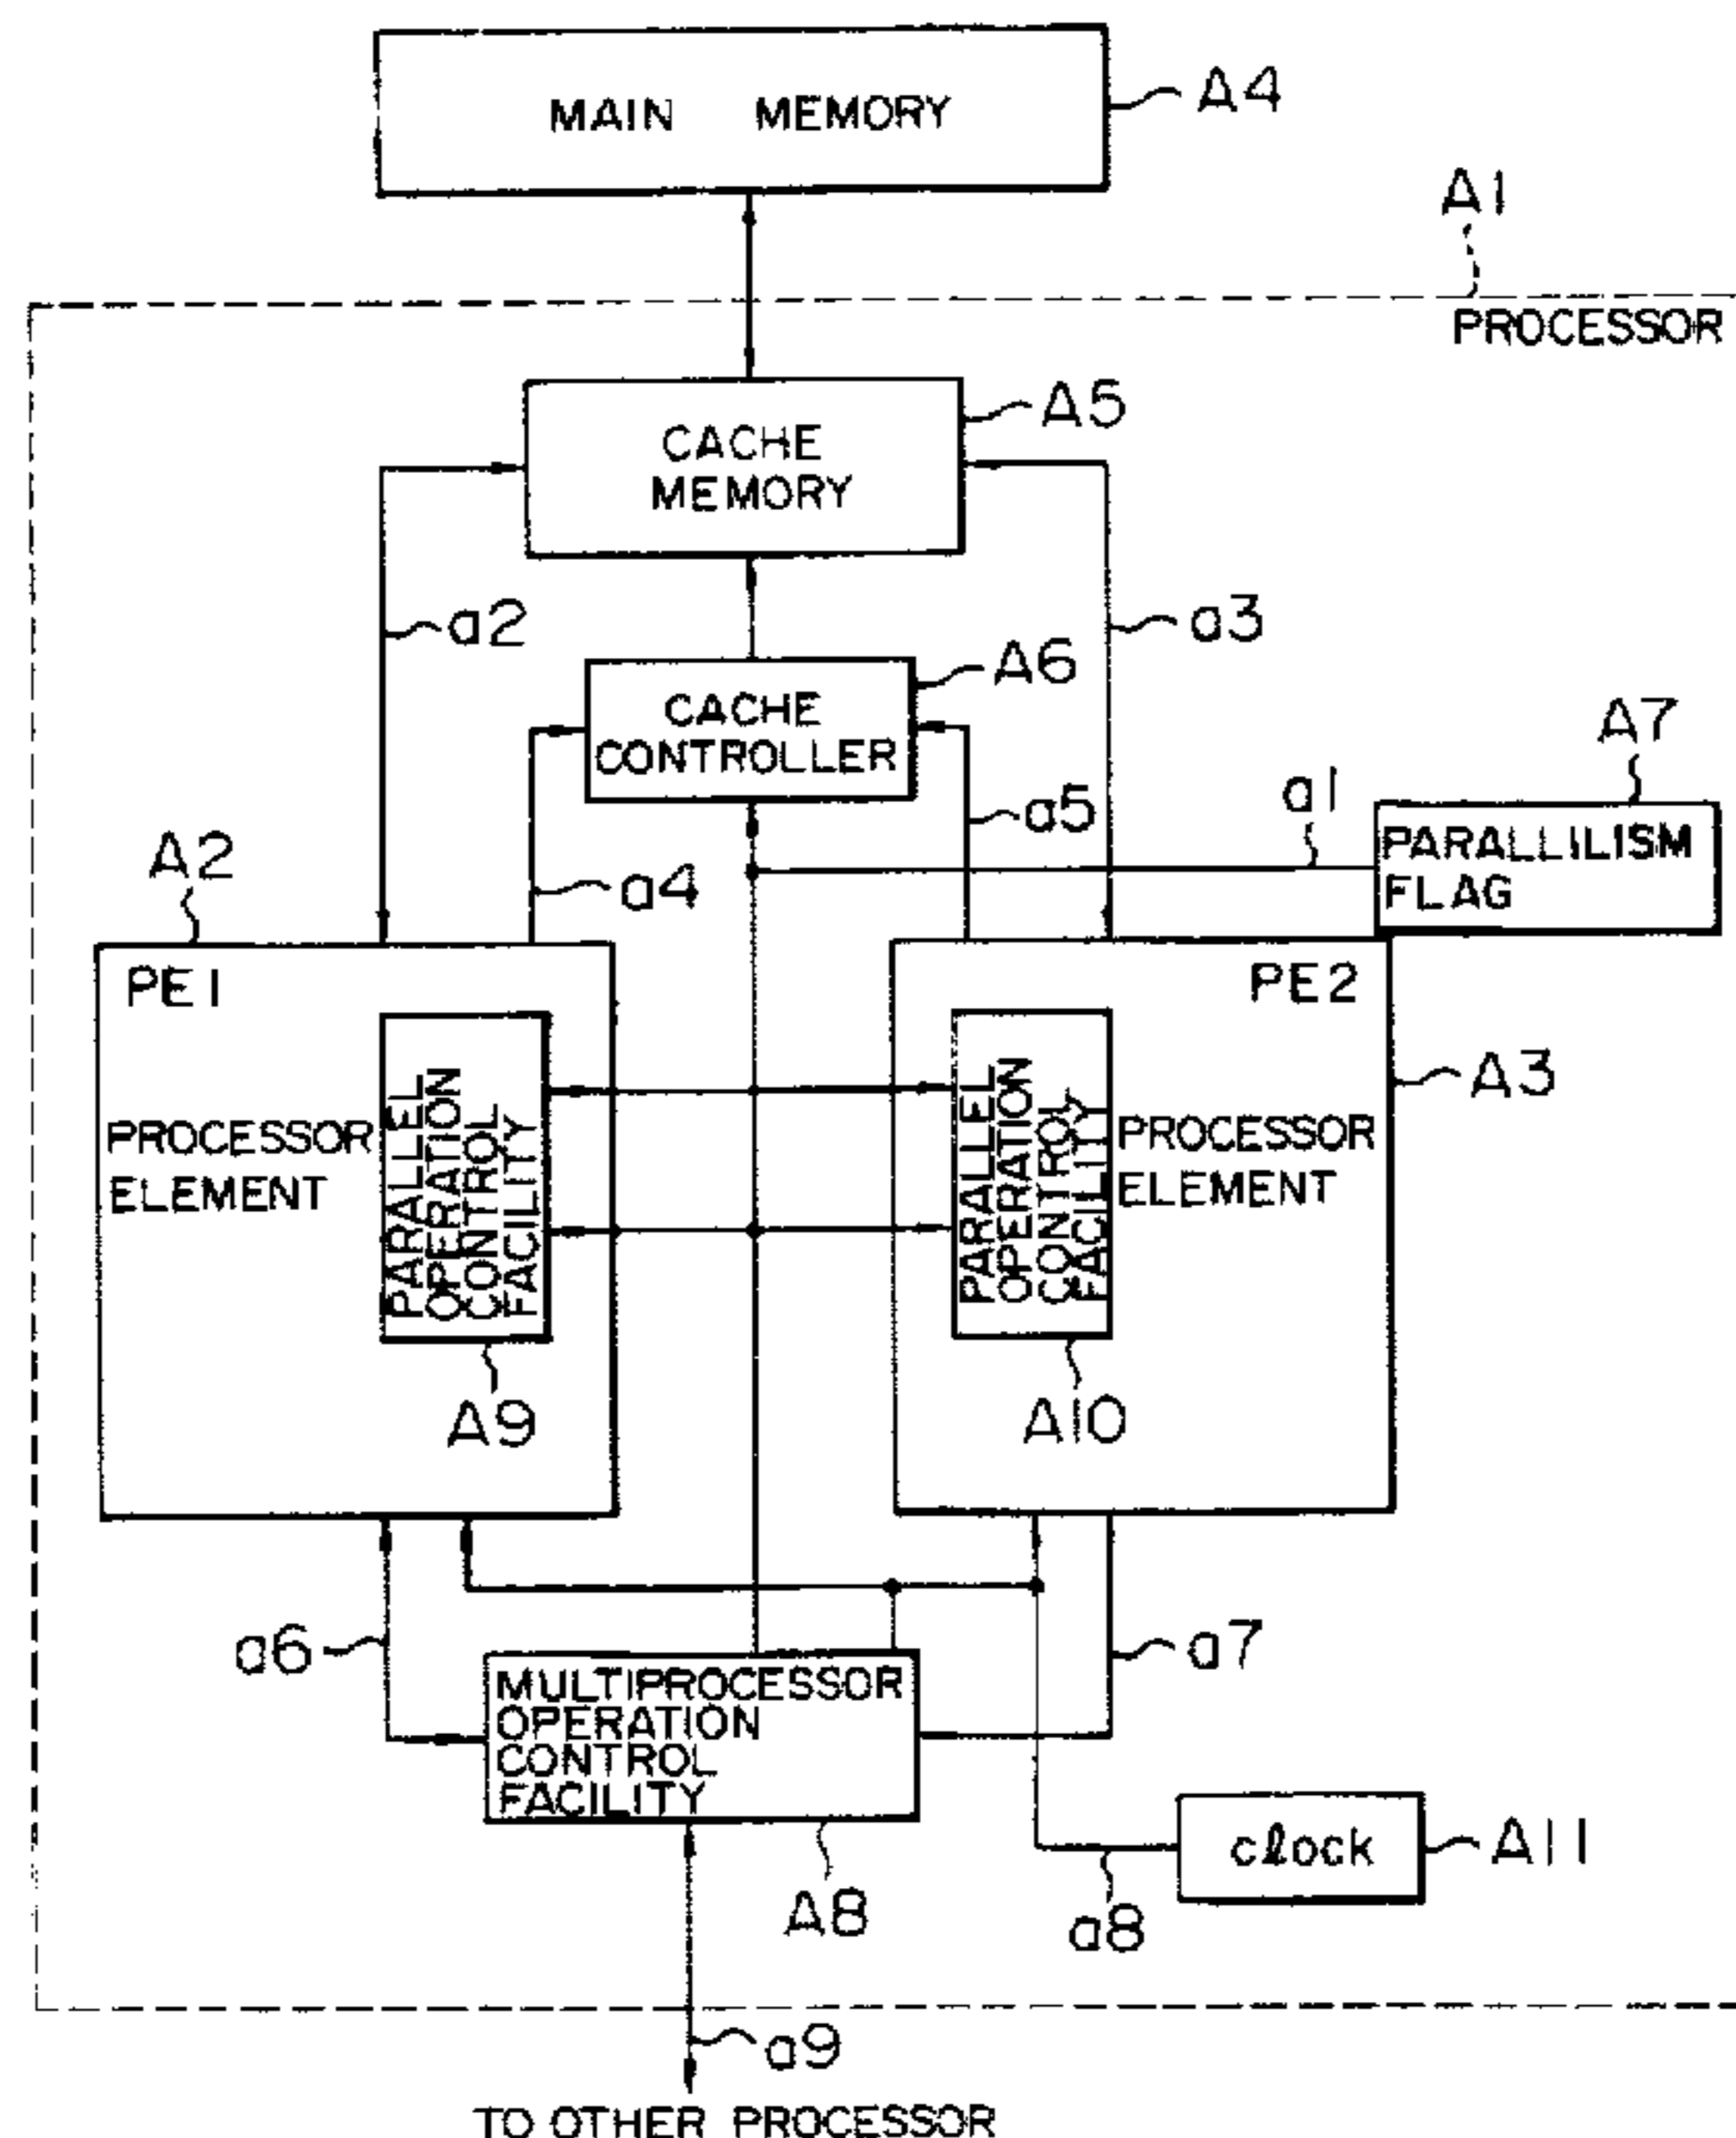 MAIN MEMORY
A4
A1
PROCESSOR
A5
CACHE
MEMORY
a2
a3
A6
CACHE
CONTROLLER
A7
a1
a5
PARALLILISM
FLAG
A2
a4
PE1
PE2
PROCESSOR
ELEMENT
PARALLEL
OPERATION
CONTROL
FACILITY
PARALLEL
OPERATION
CONTROL
FACILITY
PROCESSOR
ELEMENT
A3
A9
A10
a6
a7
MULTIPROCESSOR
OPERATION
CONTROL
FACILITY
clock
A11
A8
a8
a9
TO OTHER PROCESSOR